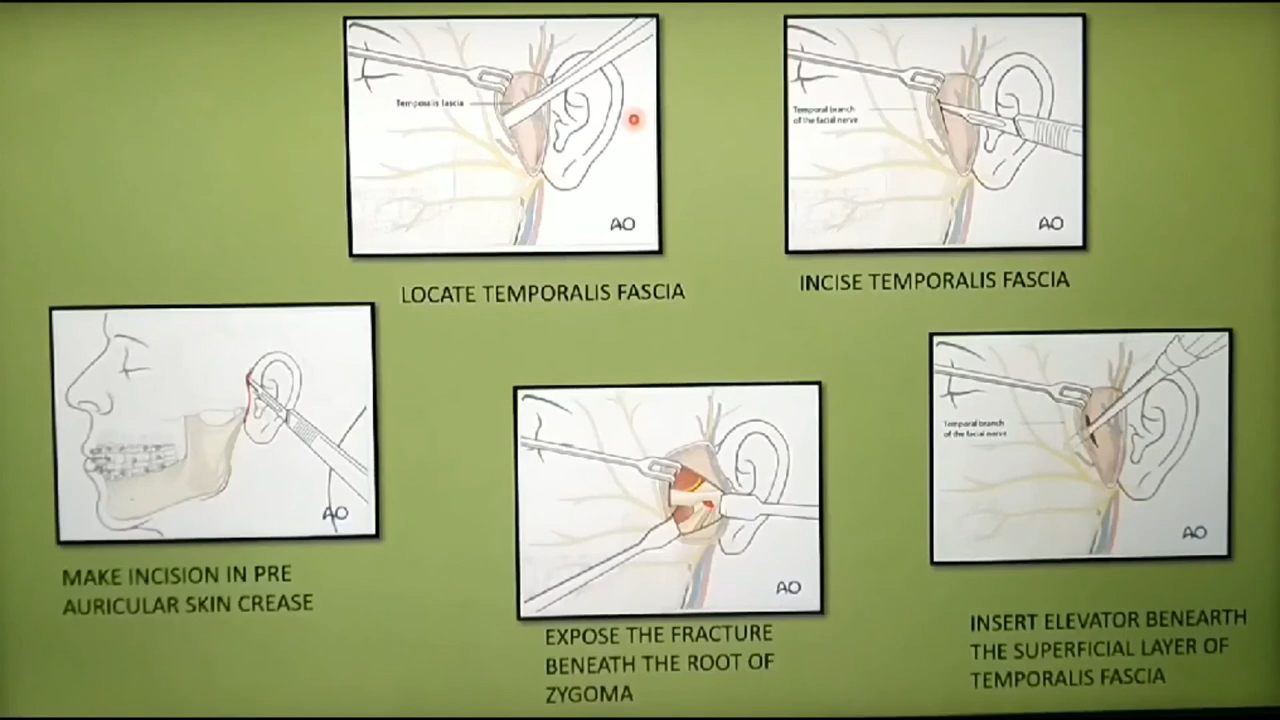 Temporalis fascia
AO
LOCATE TEMPORALIS FASCIA
Temporal branch
of the facial nerve
AO
INCISE TEMPORALIS FASCIA
AO
MAKE INCISION IN PRE
AURICULAR SKIN CREASE
AO
EXPOSE THE FRACTURE
BENEATH THE ROOT OF
ZYGOMA
Temporal branch
of the facial nerve
AO
INSERT ELEVATOR BENEARTH
THE SUPERFICIAL LAYER OF
TEMPORALIS FASCIA